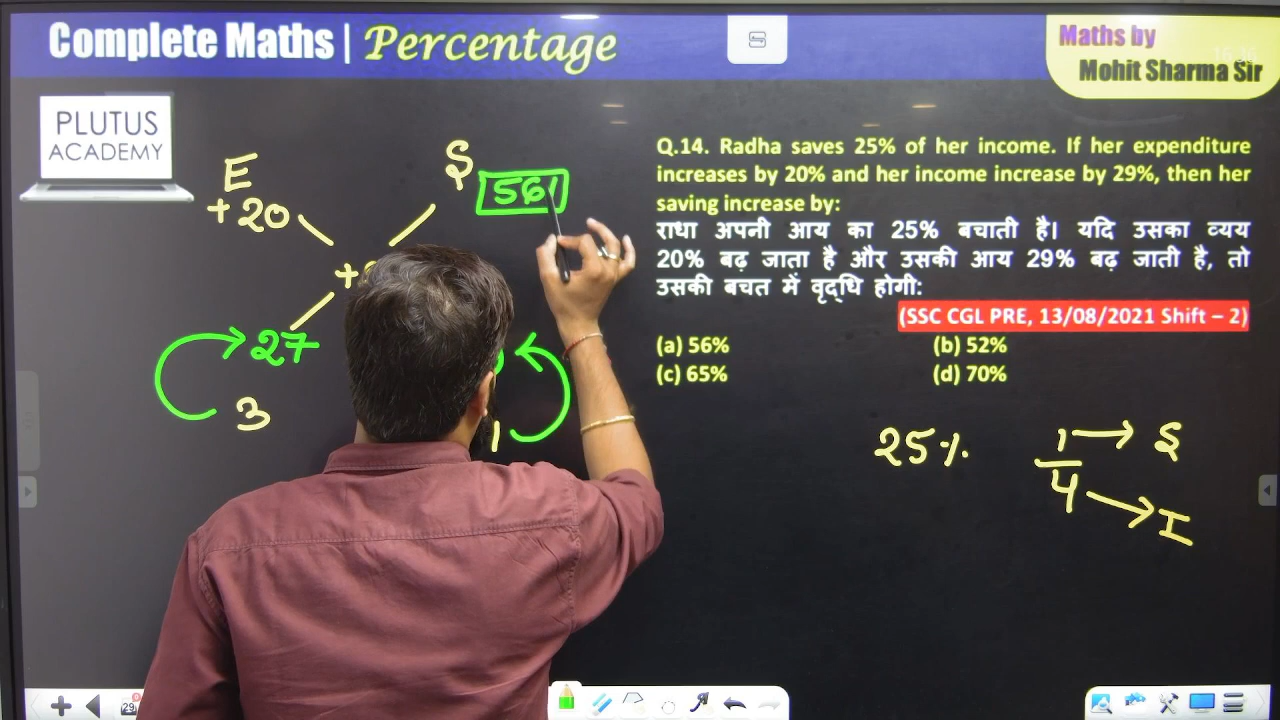 Complete Maths | Percentage
Maths by
Mohit Sharma Sir
PLUTUS
ACADEMY
Q.14. Radha saves 25% of her income. If her expenditure
increases by 20% and her income increase by 29%, then her
saving increase by:
राधा अपनी आय का 25% बचाती है। यदि उसका व्यय
20% बढ़ जाता है और उसकी आय 29% बढ़ जाती है, तो
उसकी बचत में वृद्धि होगी:
(SSC CGL PRE, 13/08/2021 Shift – 2)
(a) 56%
(b) 52%
(c) 65%
(d) 70%
E
+20
S
561
27
3
1
25%
1 → S
4 → I
29